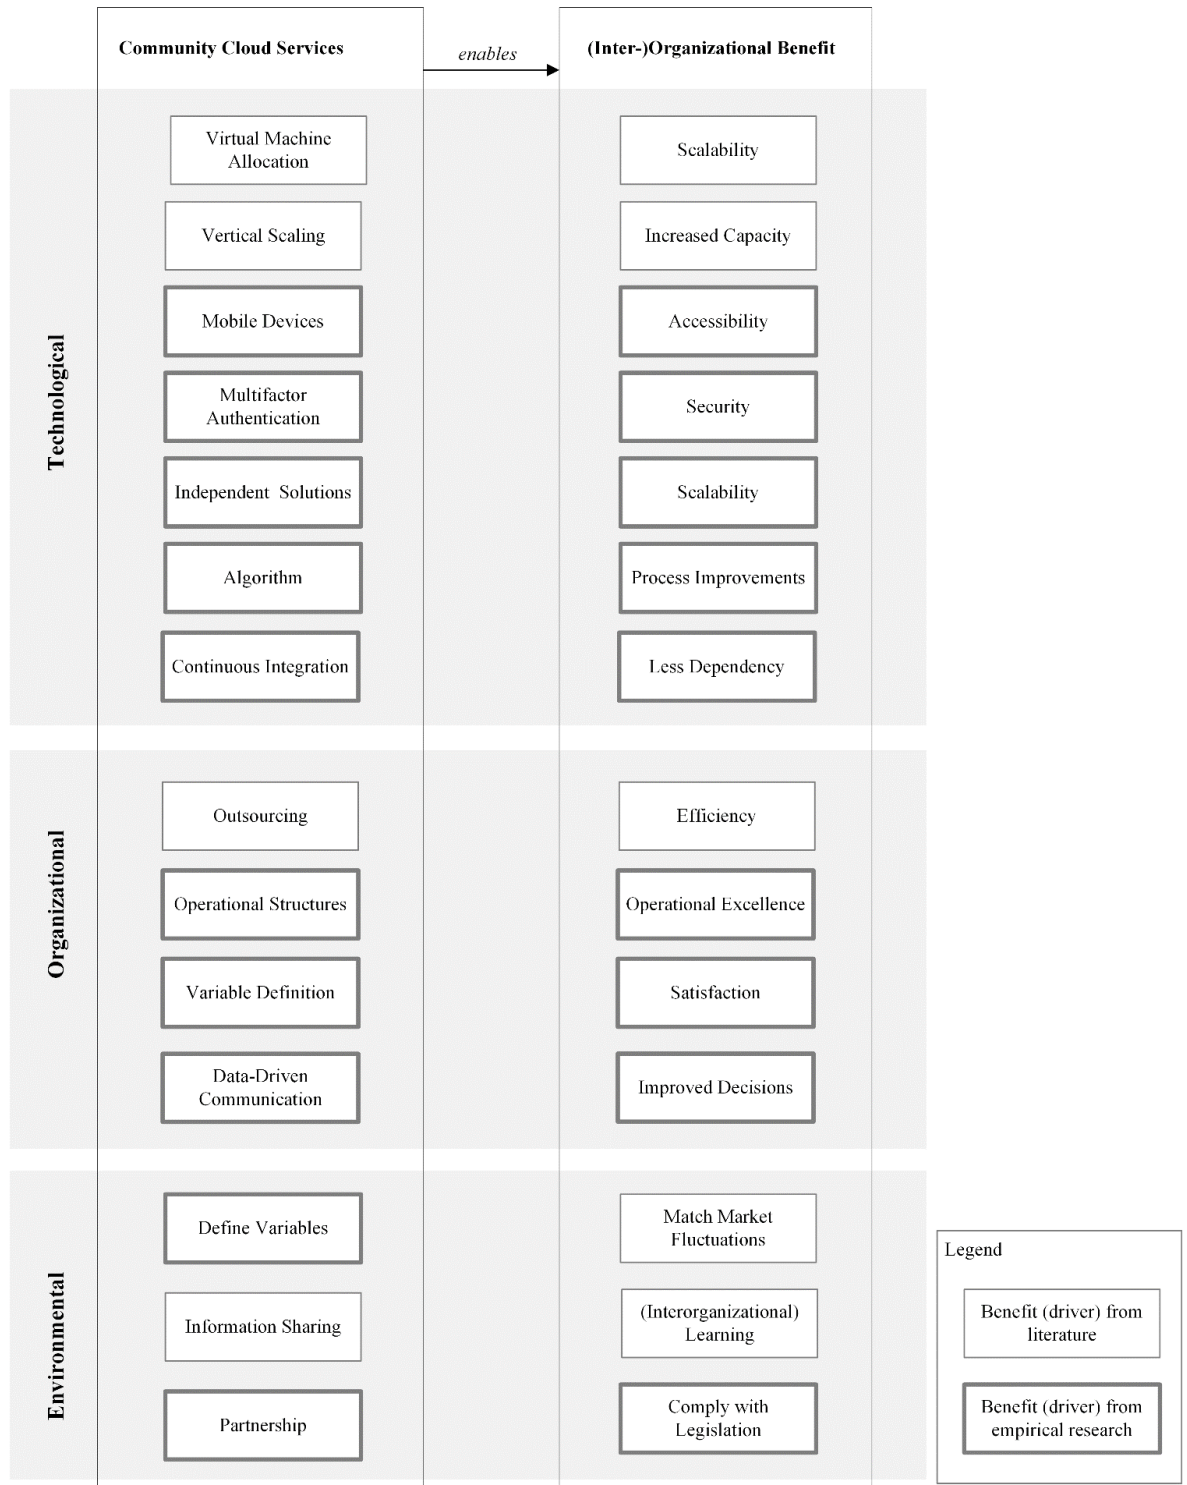 Community Cloud Services
enables
(Inter-)Organizational Benefit
Technological
Virtual Machine
Allocation
Scalability
Vertical Scaling
Increased Capacity
Mobile Devices
Accessibility
Multifactor
Authentication
Security
Independent Solutions
Scalability
Algorithm
Process Improvements
Continuous Integration
Less Dependency
Organizational
Outsourcing
Efficiency
Operational Structures
Operational Excellence
Variable Definition
Satisfaction
Data-Driven
Communication
Improved Decisions
Environmental
Define Variables
Match Market
Fluctuations
Information Sharing
(Interorganizational)
Learning
Partnership
Comply with
Legislation
Legend
Benefit (driver) from
literature
Benefit (driver) from
empirical research